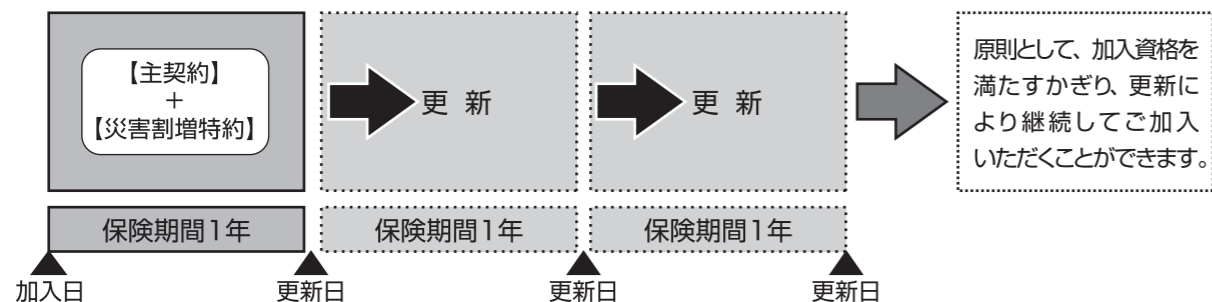 【主契約】
+
【災害割増特約】
更 新
更 新
原則として、加入資格を
満たすかぎり、更新に
より継続してご加入
いただくことができます。
保険期間1年
保険期間1年
保険期間1年
加入日
更新日
更新日
更新日